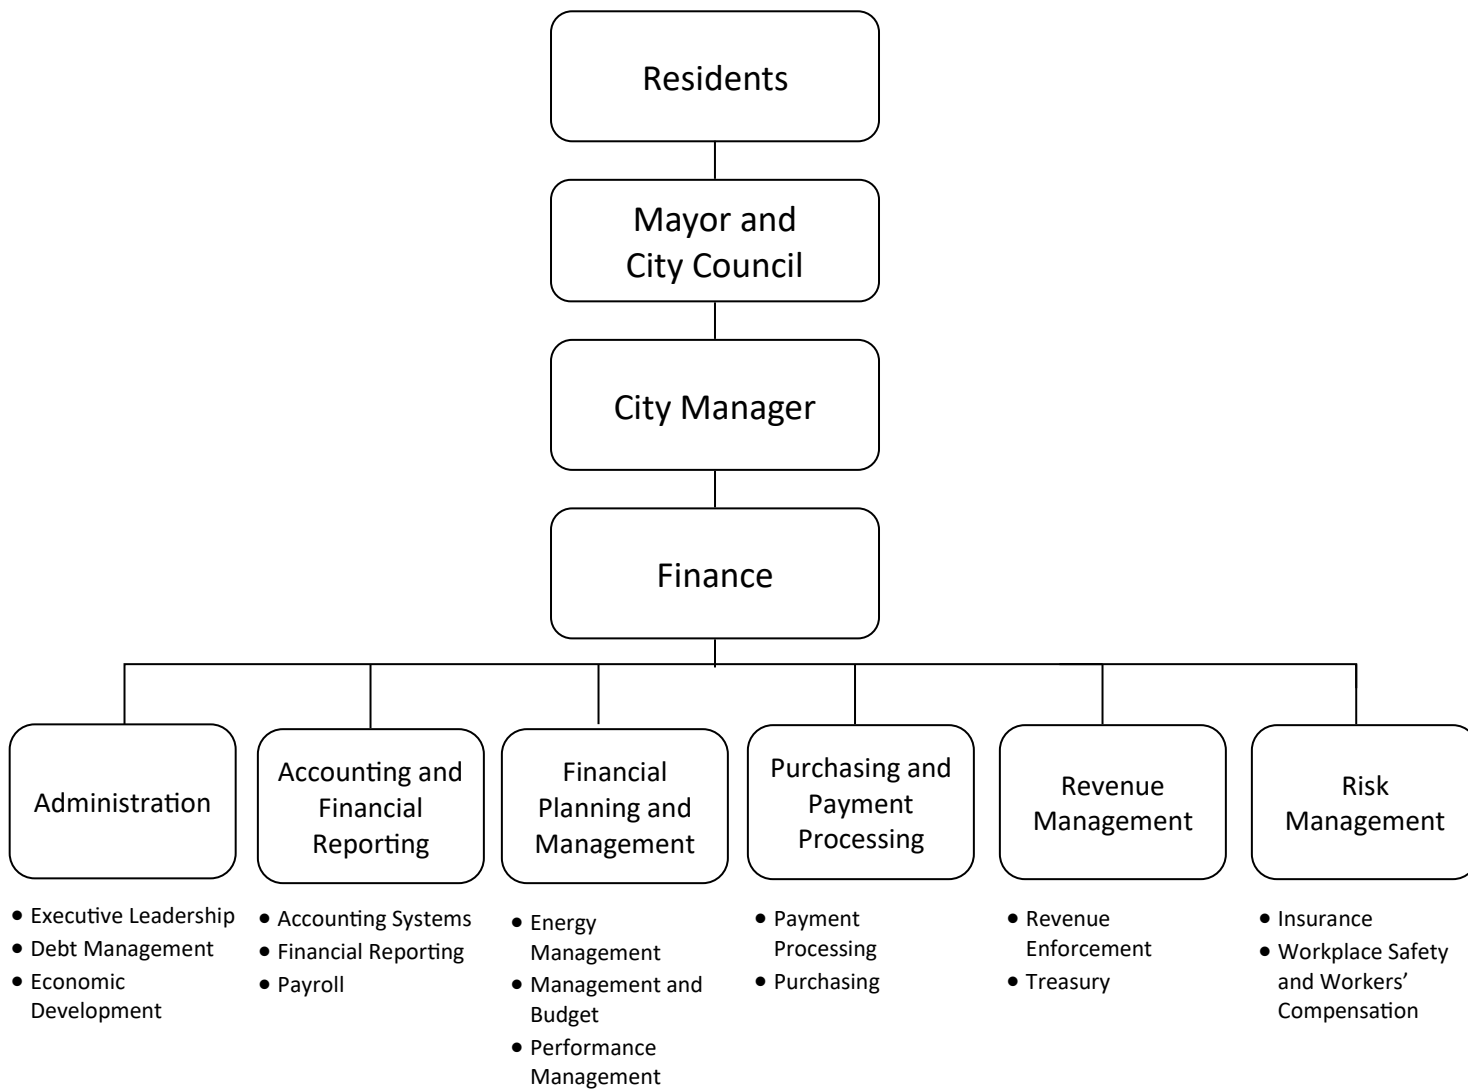 Residents
Mayor and
City Council
City Manager
Finance
Administration
Accounting and
Financial
Reporting
Financial
Planning and
Management
Purchasing and
Payment
Processing
Revenue
Management
Risk
Management
• Executive Leadership
• Debt Management
• Economic
Development
• Accounting Systems
• Financial Reporting
• Payroll
• Energy
Management
• Management and
Budget
• Performance
Management
• Payment
Processing
• Purchasing
• Revenue
Enforcement
• Treasury
• Insurance
• Workplace Safety
and Workers’
Compensation